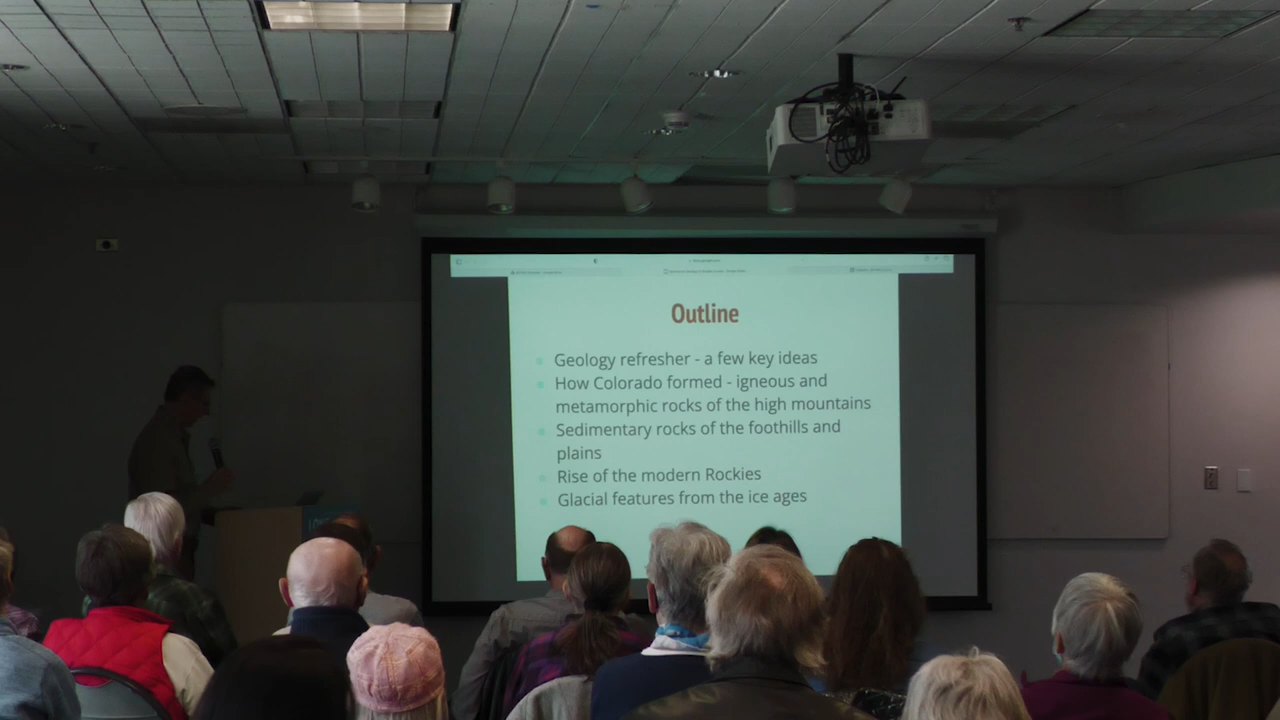 Outline
Geology refresher - a few key ideas
How Colorado formed - igneous and
metamorphic rocks of the high mountains
Sedimentary rocks of the foothills and
plains
Rise of the modern Rockies
Glacial features from the ice ages